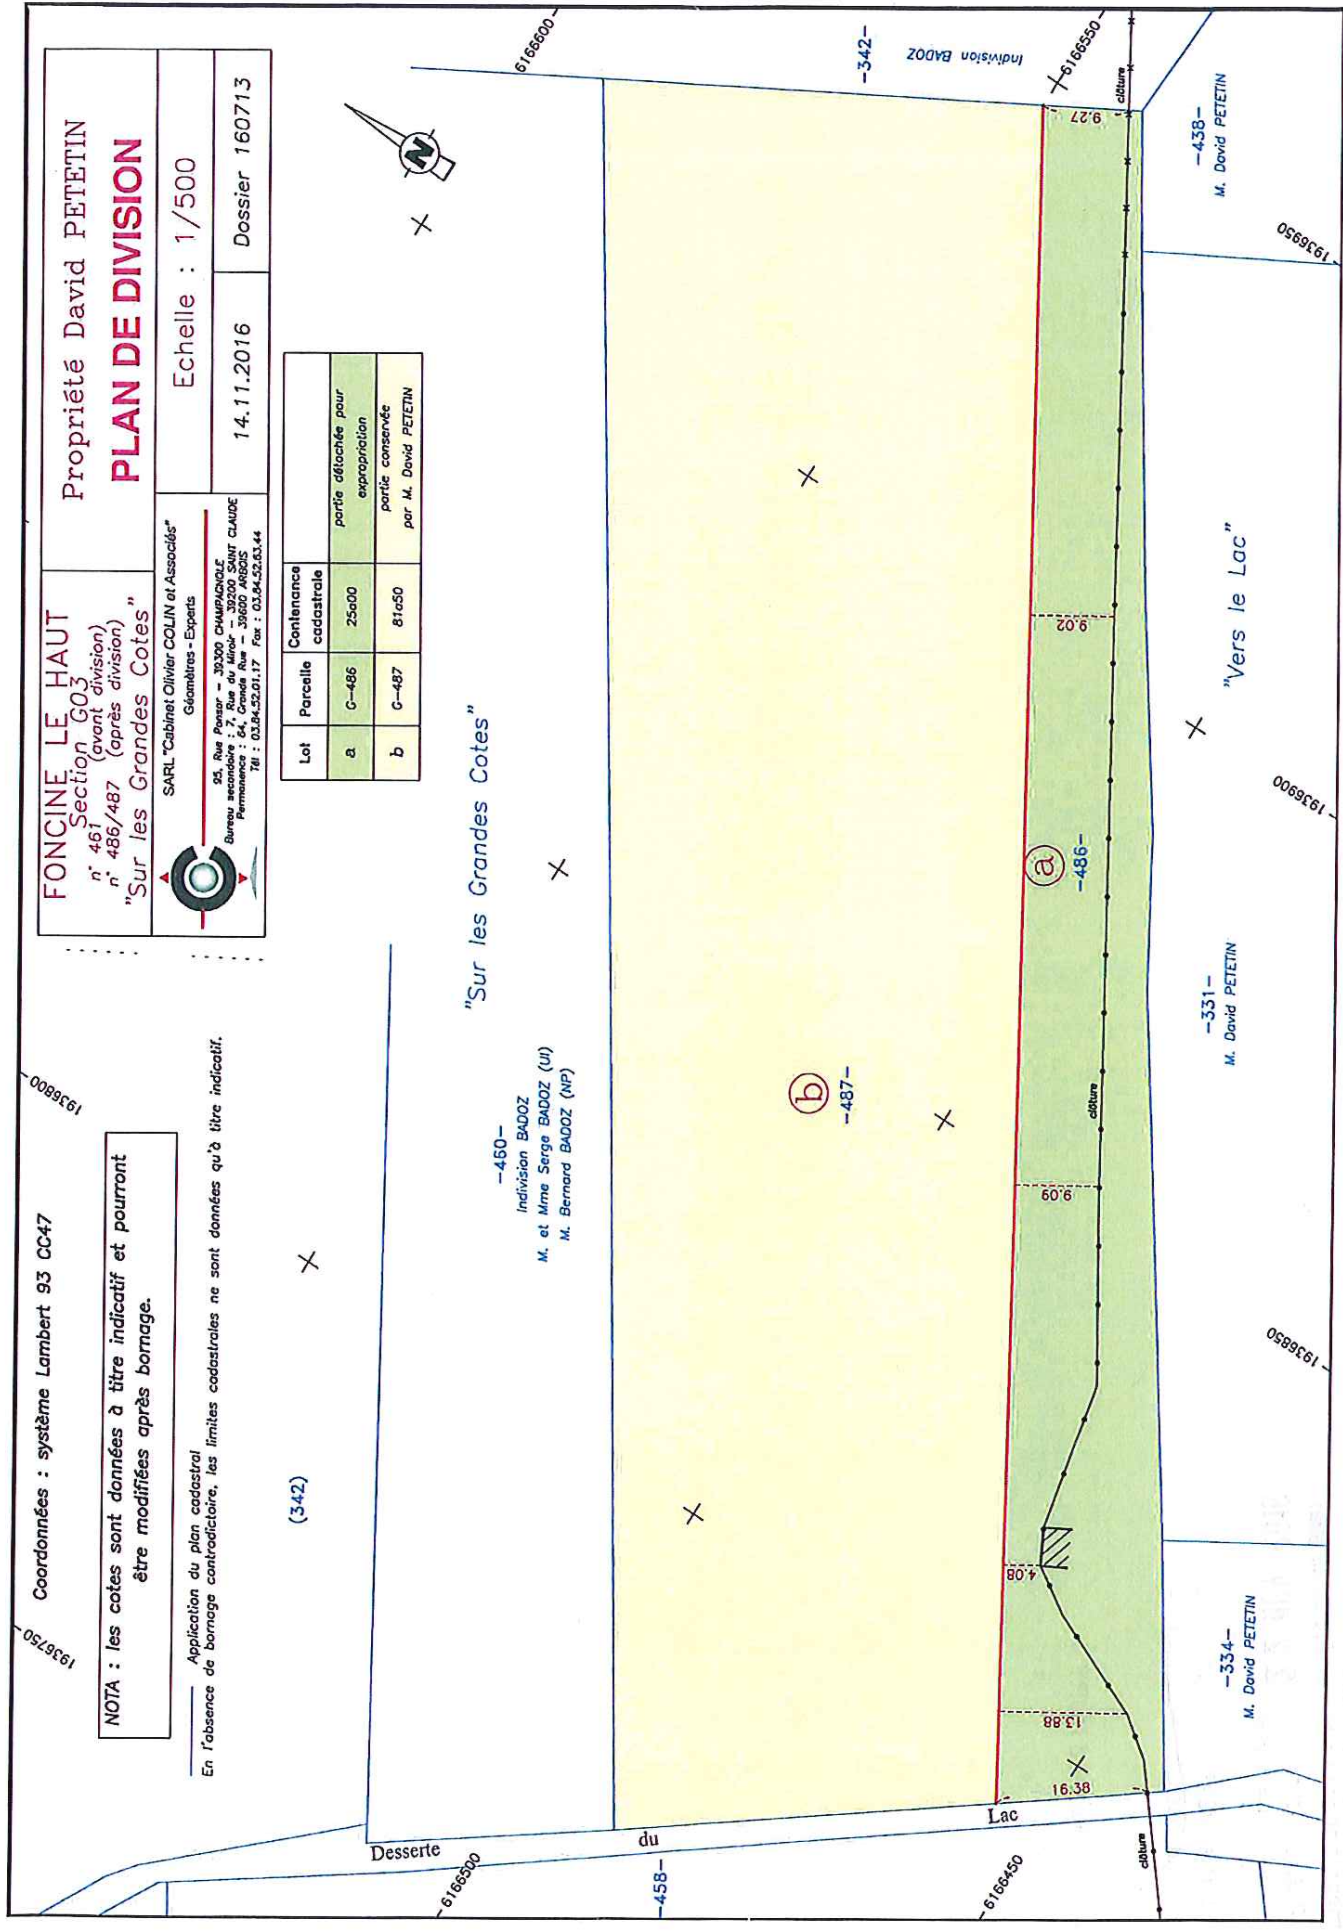 FONCINE LE HAUT
Section G03
n° 461 (avant division)
n° 486/487 (après division)
"Sur les Grandes Cotes"
Propriété David PETETIN
PLAN DE DIVISION
SARL "Cabinet Olivier COLIN et Associés"
Géomètres - Experts
95, Rue Ponsar - 39300 CHAMPAGNOLE
Bureau secondaire : 7, Rue du Miroir - 39200 SAINT CLAUDE
Permanence : 64, Grande Rue - 39600 ARBOIS
Tél : 03.84.52.01.17 Fax : 03.84.52.63.44
Echelle : 1/500
14.11.2016
Dossier 160713
Lot Parcelle Contenance cadastrale
a G-486 25a00 partie détachée pour expropriation
b G-487 81a50 partie conservée par M. David PETETIN
N
Coordonnées : système Lambert 93 CC47
NOTA : les cotes sont données à titre indicatif et pourront
être modifiées après bornage.
Application du plan cadastral
En l'absence de bornage contradictoire, les limites cadastrales ne sont données qu'à titre indicatif.
1936750
1936800
(342)
"Sur les Grandes Cotes"
-460-
Indivision BADOZ
M. et Mme Serge BADOZ (UI)
M. Bernard BADOZ (NP)
6166600
-342-
Indivision BADOZ
6166550
b
-487-
a
-486-
16.38
13.88
4.08
9.09
9.02
9.27
clôture
clôture
clôture
Desserte
du
Lac
6166500
-458-
6166450
-334-
M. David PETETIN
-331-
M. David PETETIN
"Vers le Lac"
-438-
M. David PETETIN
1936850
1936900
1936950